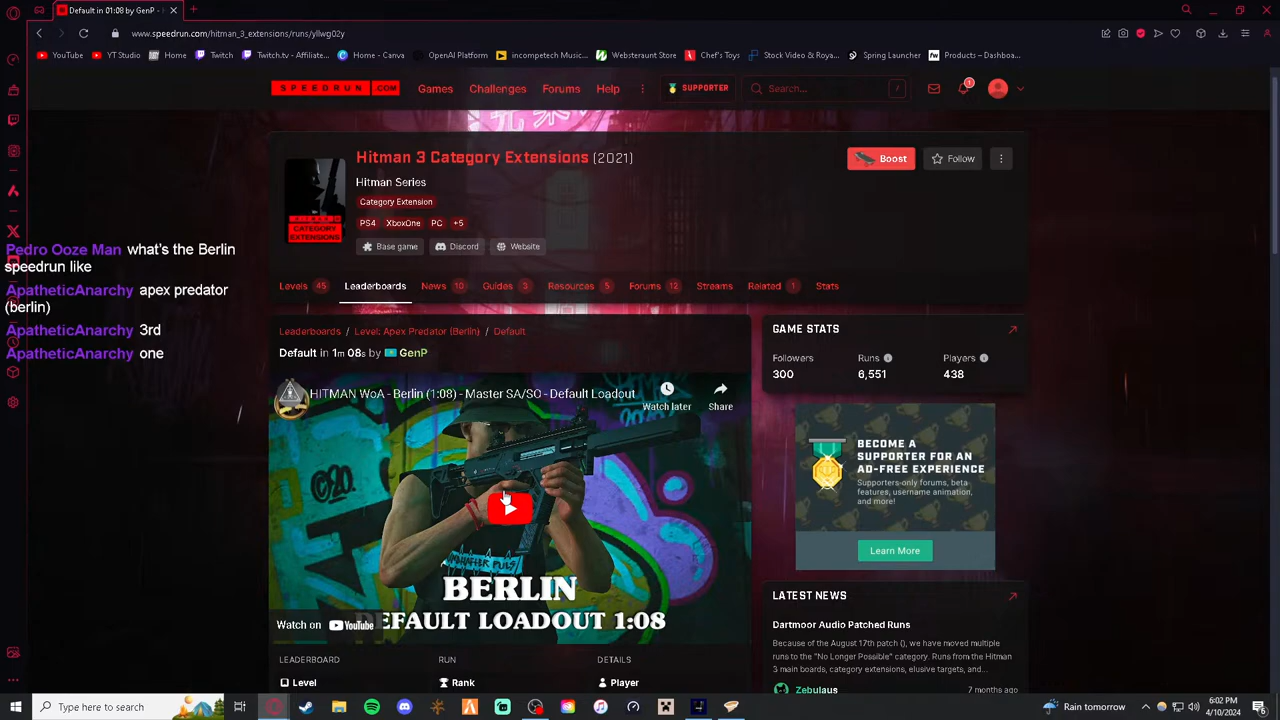 Default in 01:08 by GenP -
www.speedrun.com/hitman_3_extensions/runs/yllwg02y
YouTube YT Studio Home Twitch Twitch.tv - Affiliate... Home - Canva OpenAI Platform incompetech Music... Websteraunt Store Chef's Toys Stock Video & Roya... Spring Launcher Products – Dashboa...
SPEEDRUN.COM Games Challenges Forums Help SUPPORTER Search... / 1
Hitman 3 Category Extensions (2021)
Boost Follow
Hitman Series
Category Extension
PS4 XboxOne PC +5
Base game Discord Website
Pedro Ooze Man what's the Berlin
speedrun like
ApatheticAnarchy apex predator
(berlin)
ApatheticAnarchy 3rd
ApatheticAnarchy one
Levels 45 Leaderboards News 10 Guides 3 Resources 5 Forums 12 Streams Related 1 Stats
Leaderboards / Level: Apex Predator (Berlin) / Default
Default in 1m 08s by GenP
HITMAN WoA - Berlin (1:08) - Master SA/SO - Default Loadout
Watch later Share
BERLIN
DEFAULT LOADOUT 1:08
Watch on YouTube
LEADERBOARD RUN DETAILS
Level Rank Player
GAME STATS
Followers Runs Players
300 6,551 438
BECOME A
SUPPORTER FOR AN
AD-FREE EXPERIENCE
Supporters-only forums, beta
features, username animation,
and more!
Learn More
LATEST NEWS
Dartmoor Audio Patched Runs
Because of the August 17th patch (), we have moved multiple
runs to the "No Longer Possible" category. Runs from the Hitman
3 main boards, category extensions, elusive targets, and...
Zebulaus 7 months ago
Type here to search
Rain tomorrow
6:02 PM
4/10/2024